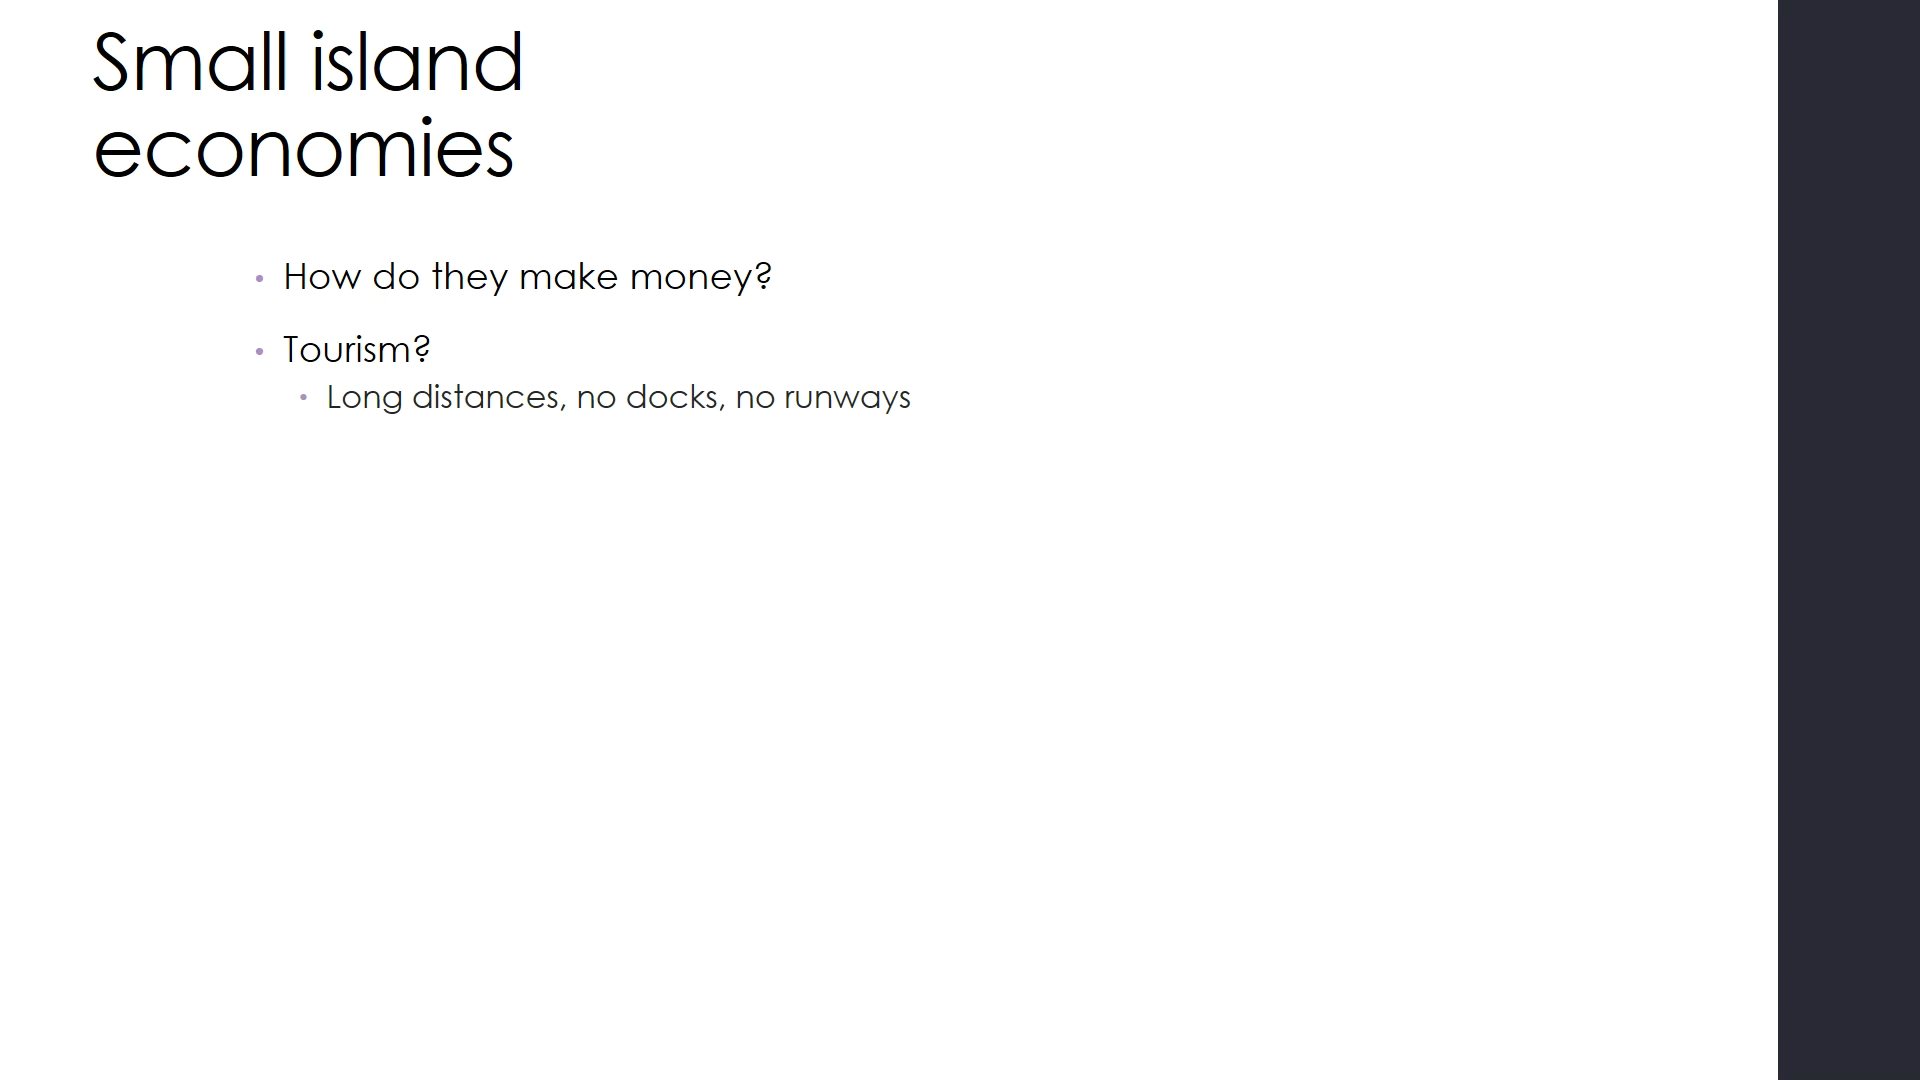 Small island
economies
• How do they make money?
• Tourism?
• Long distances, no docks, no runways